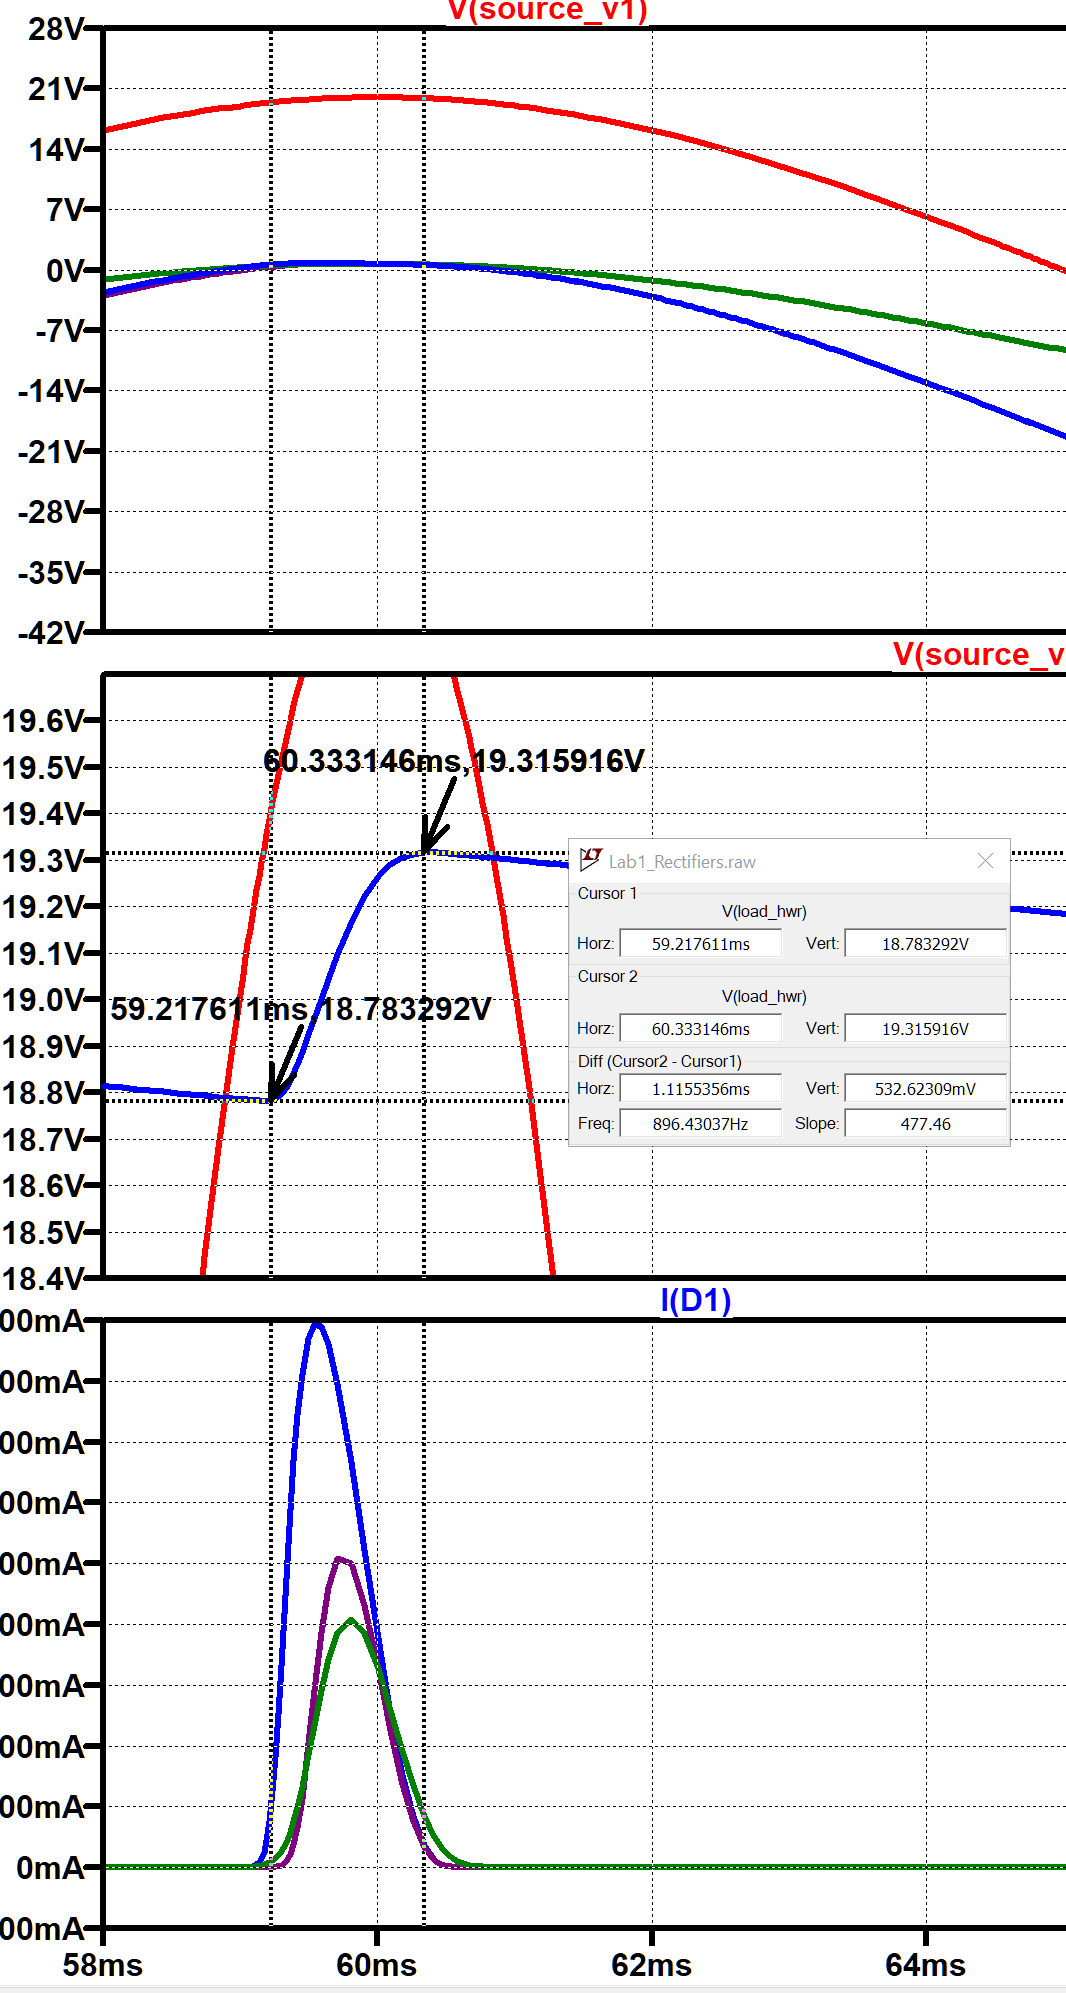 V(source_v1)
28V
21V
14V
7V
0V
-7V
-14V
-21V
-28V
-35V
-42V
V(source_v
19.6V
19.5V
19.4V
19.3V
19.2V
19.1V
19.0V
18.9V
18.8V
18.7V
18.6V
18.5V
18.4V
60.333146ms,19.315916V
59.217611ms,18.783292V
Lab1_Rectifiers.raw
Cursor 1
V(load_hwr)
Horz: 59.217611ms Vert: 18.783292V
Cursor 2
V(load_hwr)
Horz: 60.333146ms Vert: 19.315916V
Diff (Cursor2 - Cursor1)
Horz: 1.1155356ms Vert: 532.62309mV
Freq: 896.43037Hz Slope: 477.46
I(D1)
00mA
00mA
00mA
00mA
00mA
00mA
00mA
00mA
00mA
0mA
00mA
58ms 60ms 62ms 64ms